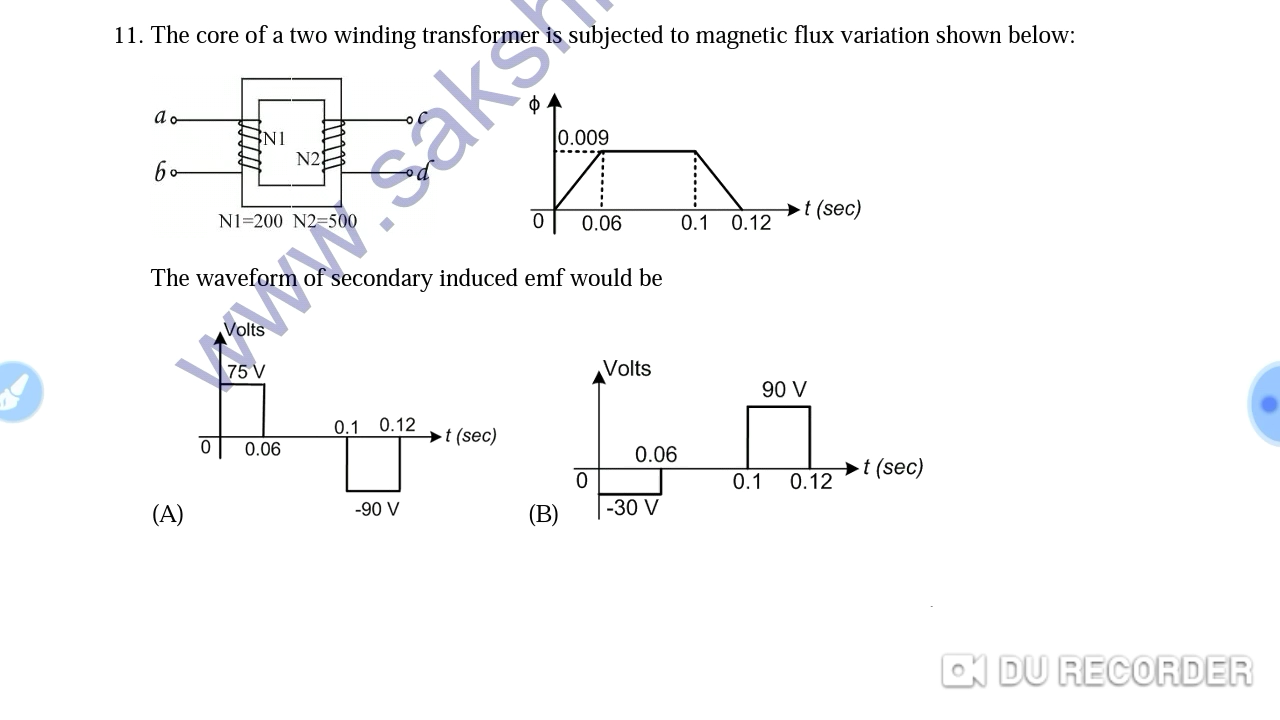 11. The core of a two winding transformer is subjected to magnetic flux variation shown below:
a
b
N1
N2
c
d
N1=200 N2=500
ϕ
0.009
0
0.06
0.1
0.12
t (sec)
The waveform of secondary induced emf would be
Volts
75 V
0
0.06
0.1
0.12
t (sec)
-90 V
(A)
Volts
90 V
0.06
0
0.1
0.12
t (sec)
-30 V
(B)
www.saksh
DU RECORDER